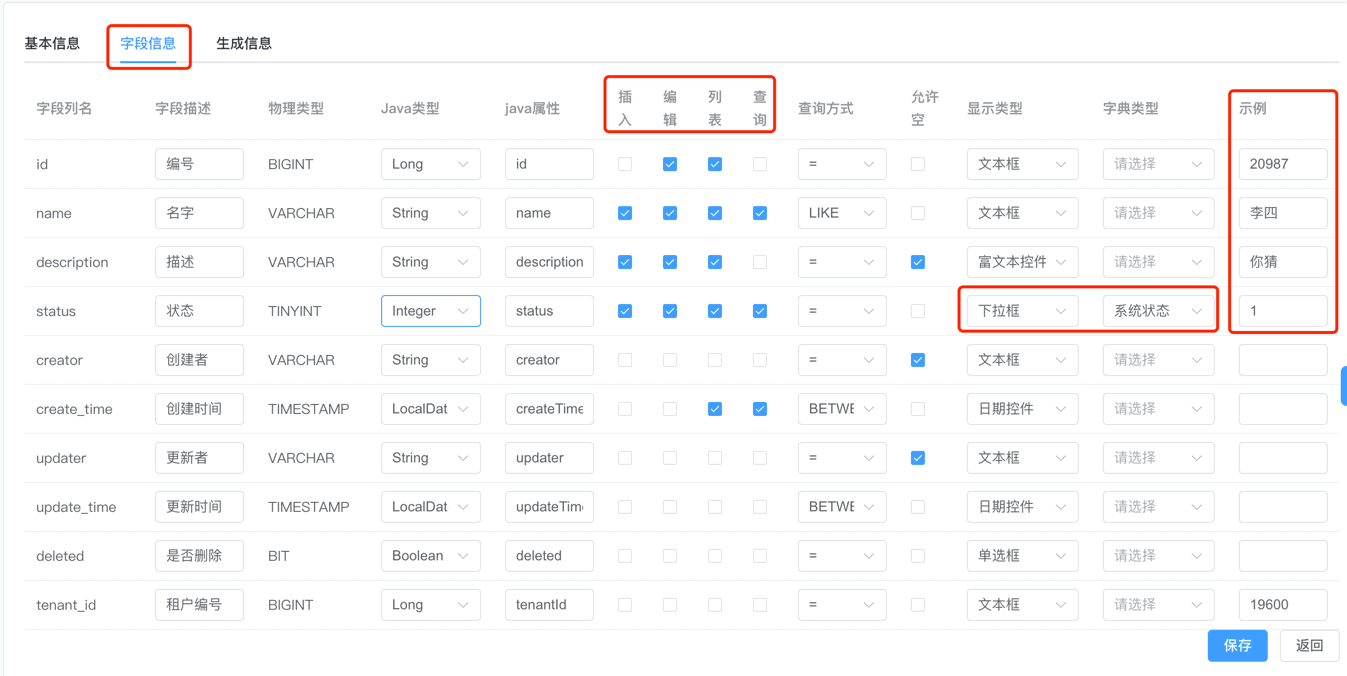 基本信息 字段信息 生成信息
字段列名 字段描述 物理类型 Java类型 java属性 插入 编辑 列表 查询 查询方式 允许空 显示类型 字典类型 示例
id 编号 BIGINT Long id = 文本框 请选择 20987
name 名字 VARCHAR String name LIKE 文本框 请选择 李四
description 描述 VARCHAR String description = 富文本控件 请选择 你猜
status 状态 TINYINT Integer status = 下拉框 系统状态 1
creator 创建者 VARCHAR String creator = 文本框 请选择
create_time 创建时间 TIMESTAMP LocalDat createTime BETWE 日期控件 请选择
updater 更新者 VARCHAR String updater = 文本框 请选择
update_time 更新时间 TIMESTAMP LocalDat updateTim BETWE 日期控件 请选择
deleted 是否删除 BIT Boolean deleted = 单选框 请选择
tenant_id 租户编号 BIGINT Long tenantId = 文本框 请选择 19600
保存 返回